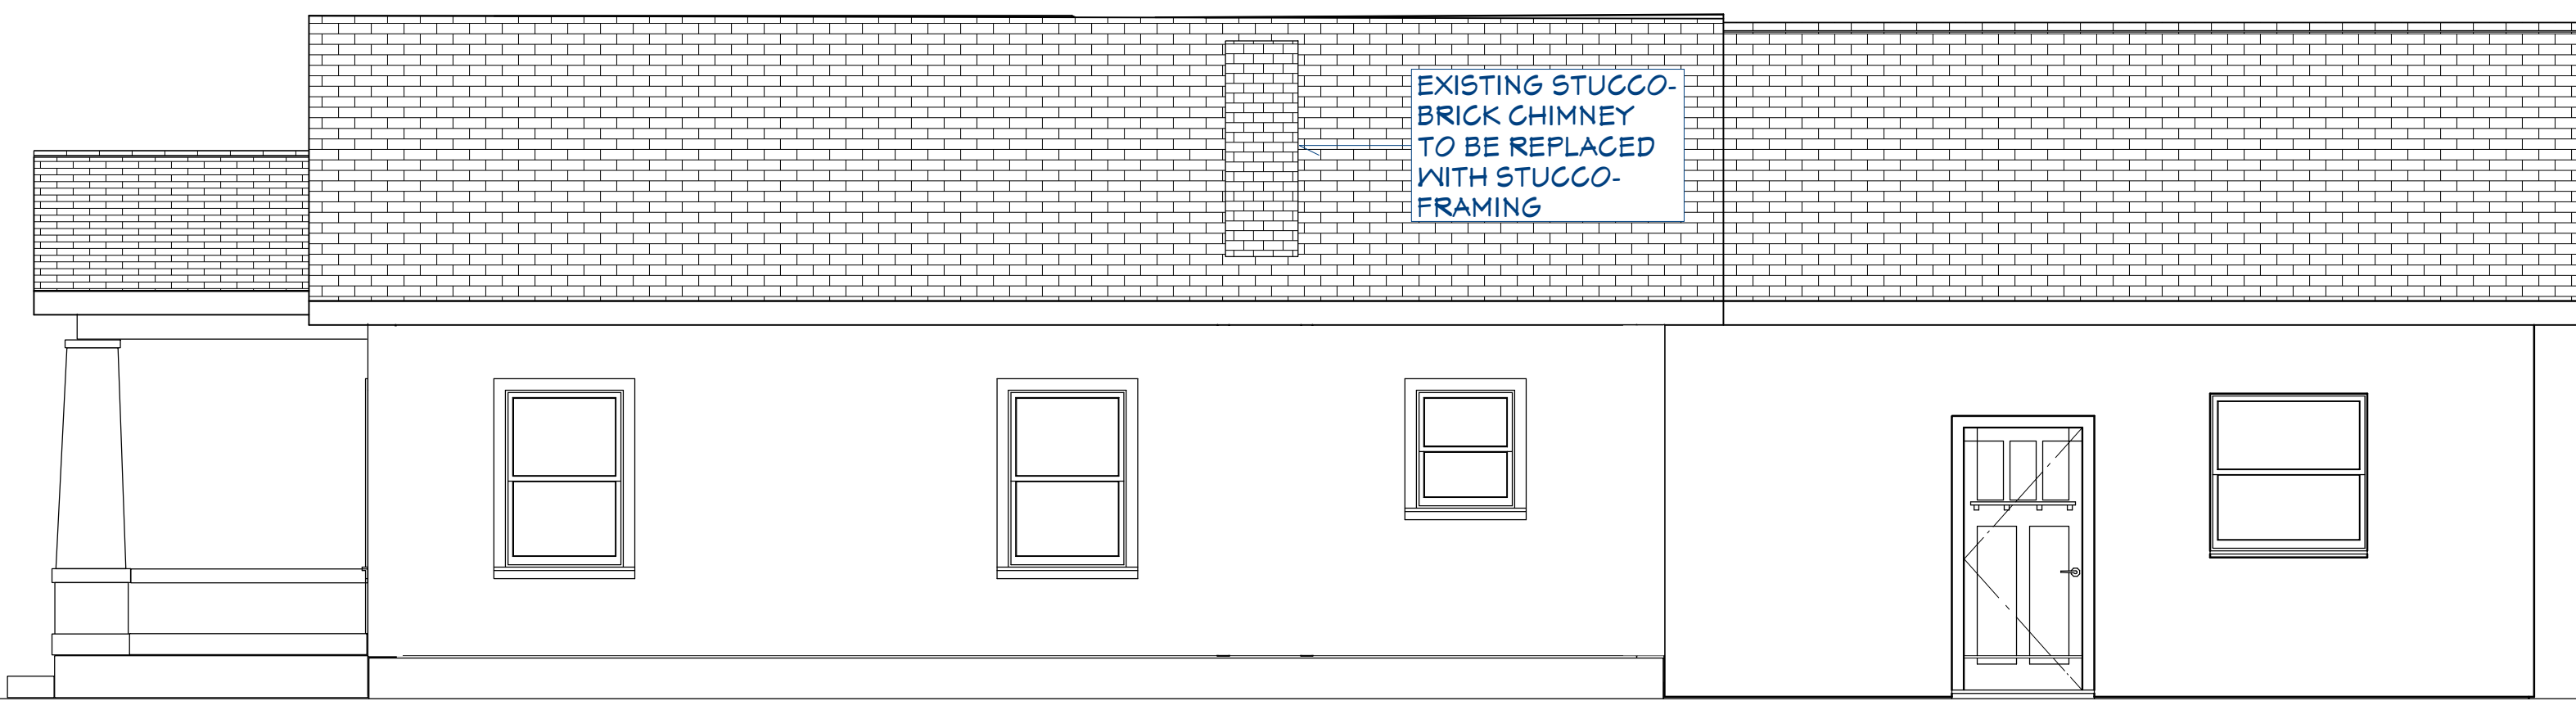 EXISTING STUCCO-
BRICK CHIMNEY
TO BE REPLACED
WITH STUCCO-
FRAMING